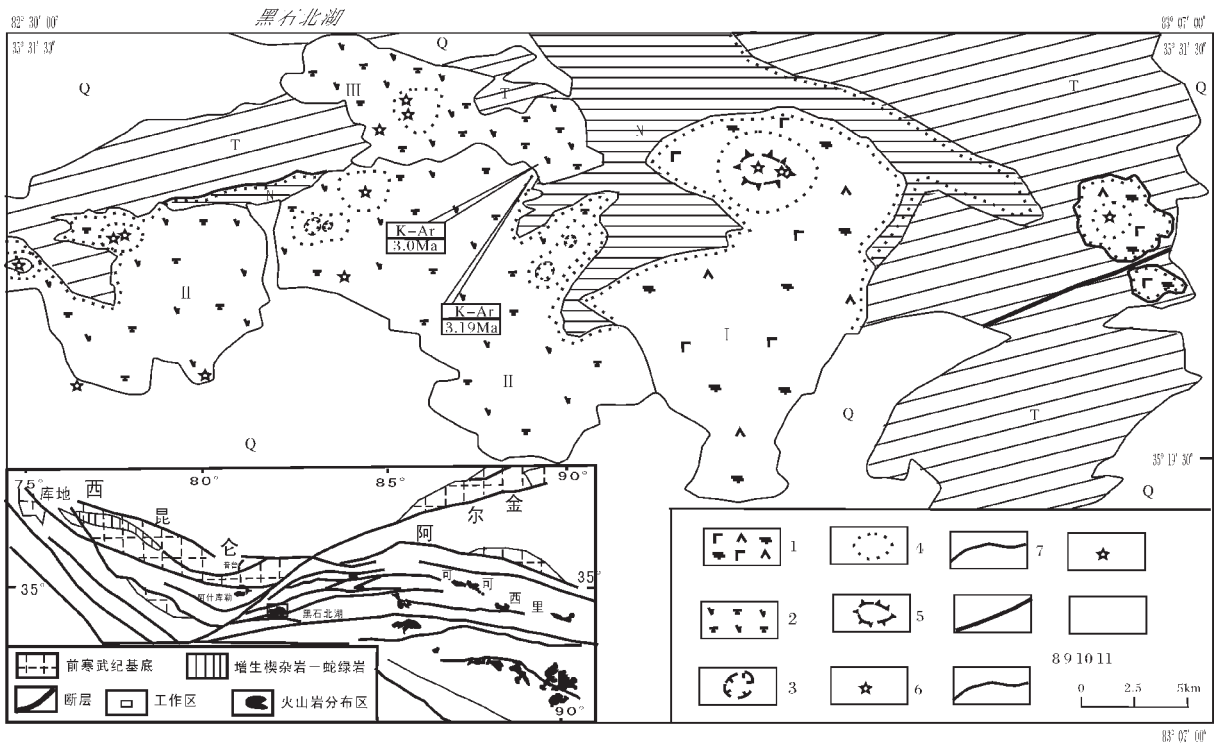 黑石北湖
82° 30′ 00″
83° 07′ 00″
35° 31′ 30″
35° 31′ 30″
Q
Q
Q
T
T
T
III
N
N
K-Ar
3.0Ma
K-Ar
3.19Ma
II
II
I
Q
Q
T
Q
35° 19′ 30″
75°
80°
85°
90°
库地
西
昆
仑
阿
尔
金
35°
35°
阿什库勒
黑石北湖
可
可
西
里
90°
前寒武纪基底
增生楔杂岩—蛇绿岩
断层
工作区
火山岩分布区
1
4
7
2
5
3
6
8 9 10 11
0 2.5 5km
83° 07′ 00″